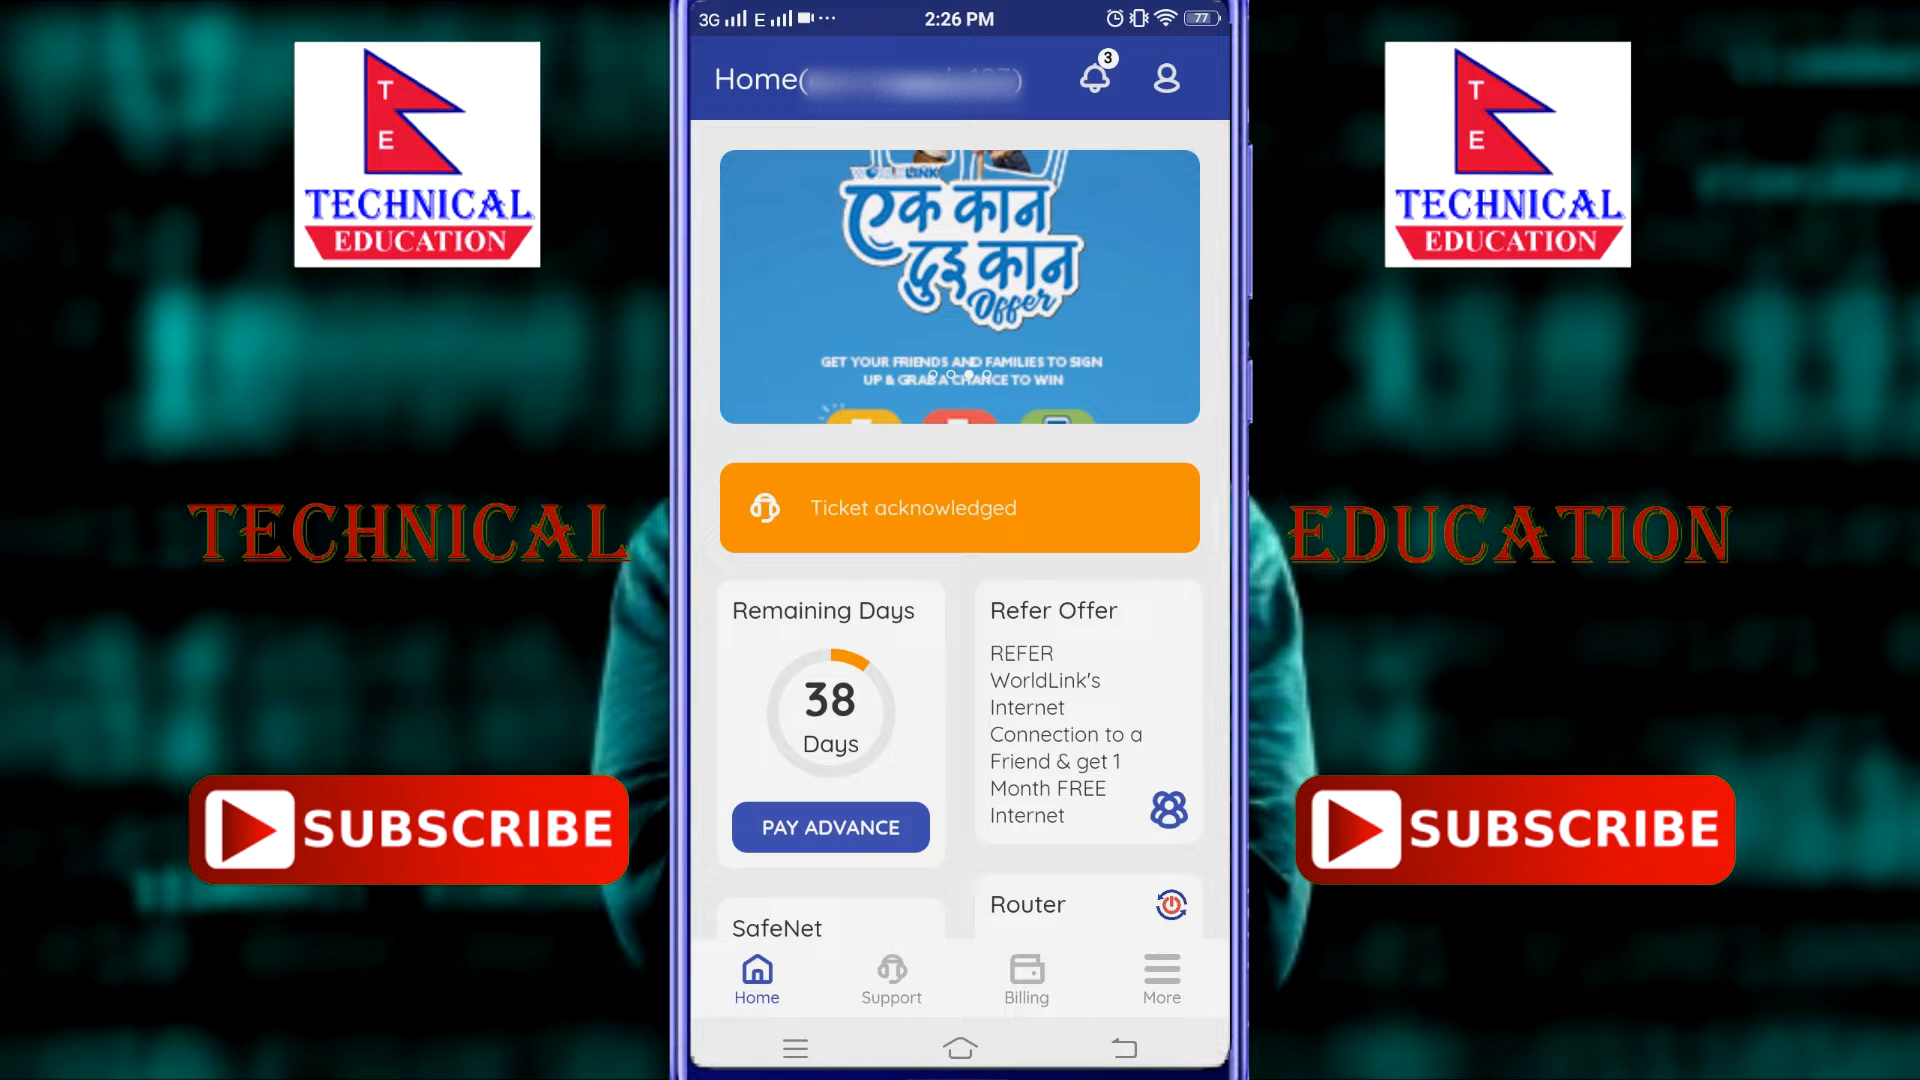 3G E 2:26 PM 77
Home(
3
T
E
TECHNICAL
EDUCATION
T
E
TECHNICAL
EDUCATION
WORLDLINK
एक कान
दुइ कान
Offer
GET YOUR FRIENDS AND FAMILIES TO SIGN
UP & GRAB A CHANCE TO WIN
Ticket acknowledged
TECHNICAL
EDUCATION
Remaining Days
38
Days
PAY ADVANCE
Refer Offer
REFER
WorldLink's
Internet
Connection to a
Friend & get 1
Month FREE
Internet
SUBSCRIBE
SUBSCRIBE
SafeNet
Router
Home
Support
Billing
More